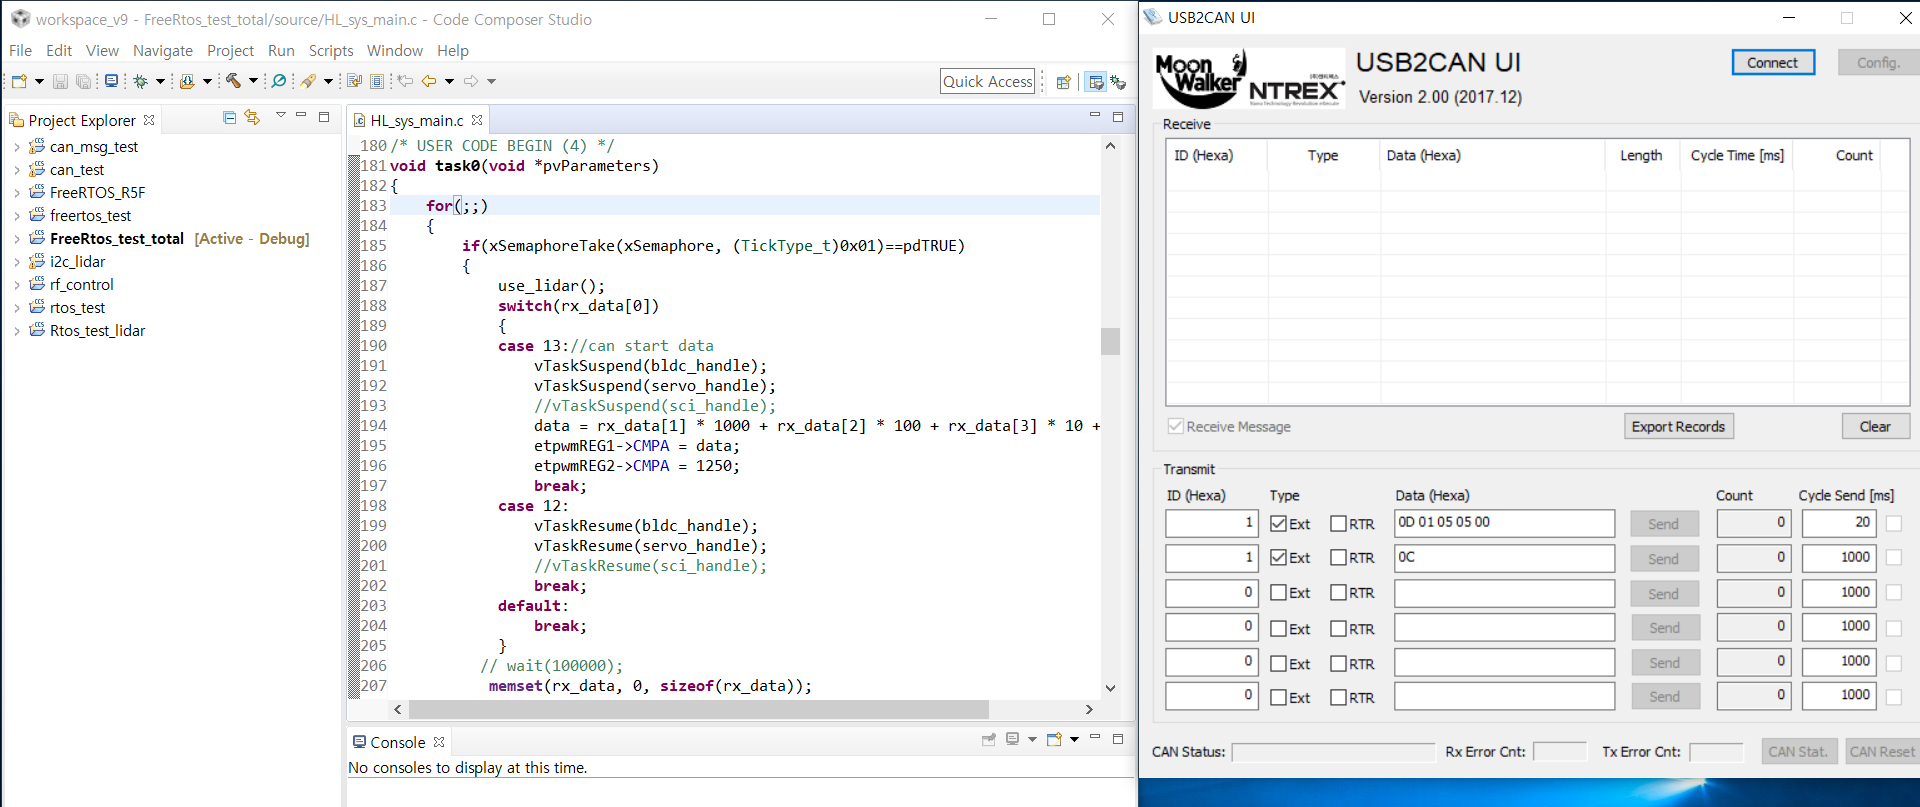 workspace_v9 - FreeRtos_test_total/source/HL_sys_main.c - Code Composer Studio
File Edit View Navigate Project Run Scripts Window Help
Quick Access
Project Explorer
can_msg_test
can_test
FreeRTOS_R5F
freertos_test
FreeRtos_test_total [Active - Debug]
i2c_lidar
rf_control
rtos_test
Rtos_test_lidar
HL_sys_main.c
180 /* USER CODE BEGIN (4) */
181 void task0(void *pvParameters)
182 {
183 for(;;)
184 {
185 if(xSemaphoreTake(xSemaphore, (TickType_t)0x01)==pdTRUE)
186 {
187 use_lidar();
188 switch(rx_data[0])
189 {
190 case 13://can start data
191 vTaskSuspend(bldc_handle);
192 vTaskSuspend(servo_handle);
193 //vTaskSuspend(sci_handle);
194 data = rx_data[1] * 1000 + rx_data[2] * 100 + rx_data[3] * 10 +
195 etpwmREG1->CMPA = data;
196 etpwmREG2->CMPA = 1250;
197 break;
198 case 12:
199 vTaskResume(bldc_handle);
200 vTaskResume(servo_handle);
201 //vTaskResume(sci_handle);
202 break;
203 default:
204 break;
205 }
206 // wait(100000);
207 memset(rx_data, 0, sizeof(rx_data));
Console
No consoles to display at this time.
USB2CAN UI
Moon Walker NTREX
USB2CAN UI
Version 2.00 (2017.12)
Connect Config.
Receive
ID (Hexa) Type Data (Hexa) Length Cycle Time [ms] Count
Receive Message Export Records Clear
Transmit
ID (Hexa) Type Data (Hexa) Count Cycle Send [ms]
1 Ext RTR 0D 01 05 05 00 Send 0 20
1 Ext RTR 0C Send 0 1000
0 Ext RTR Send 0 1000
0 Ext RTR Send 0 1000
0 Ext RTR Send 0 1000
0 Ext RTR Send 0 1000
CAN Status: Rx Error Cnt: Tx Error Cnt: CAN Stat. CAN Reset